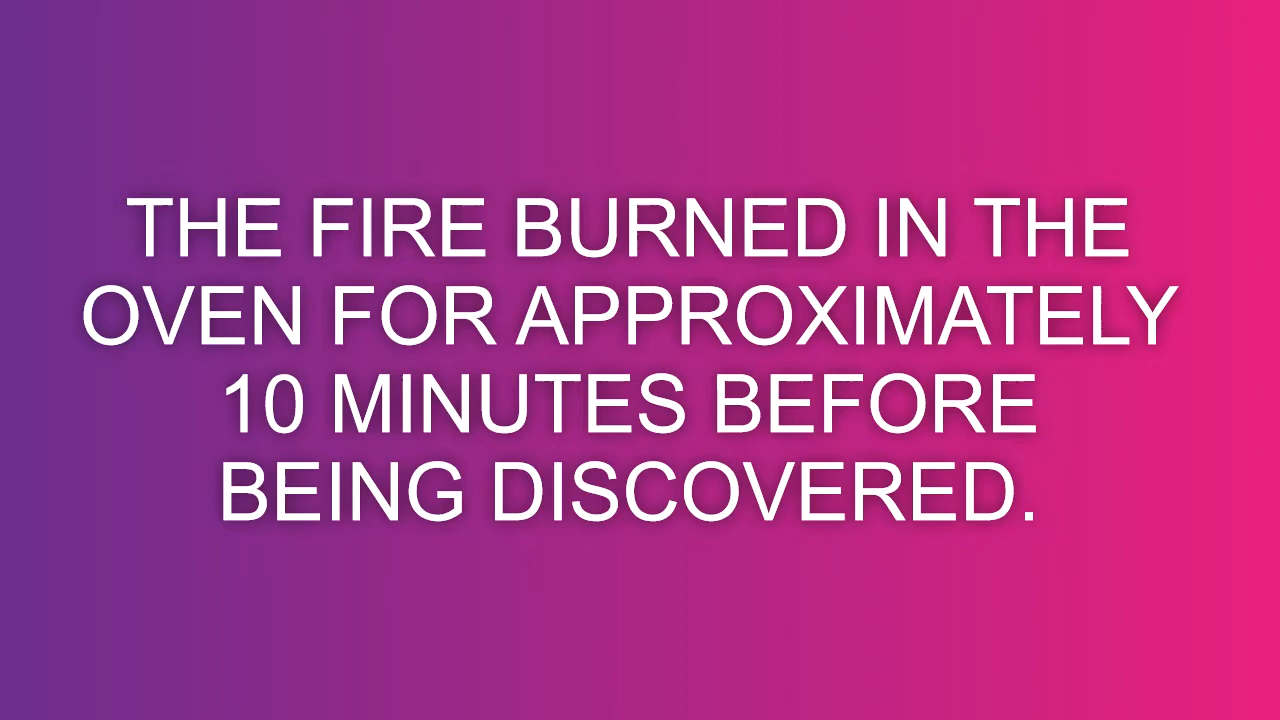 THE FIRE BURNED IN THE
OVEN FOR APPROXIMATELY
10 MINUTES BEFORE
BEING DISCOVERED.